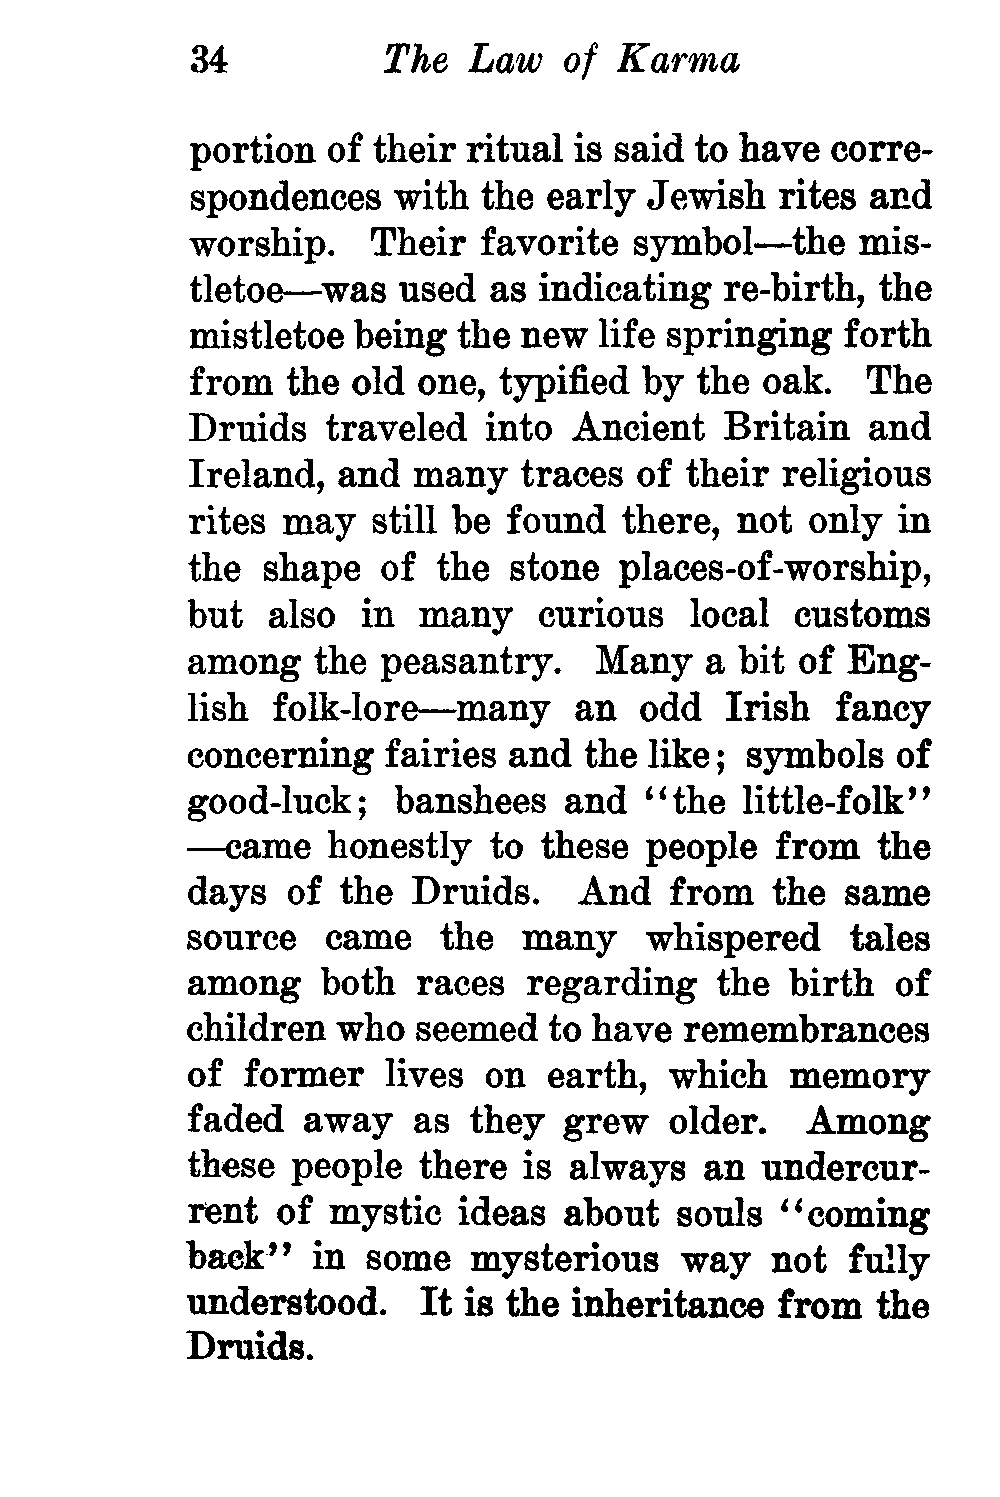 34 The Law of Karma
portion of their ritual is said to have corre-
spondences with the early Jewish rites and
worship. Their favorite symbol—the mis-
tletoe—was used as indicating re-birth, the
mistletoe being the new life springing forth
from the old one, typified by the oak. The
Druids traveled into Ancient Britain and
Ireland, and many traces of their religious
rites may still be found there, not only in
the shape of the stone places-of-worship,
but also in many curious local customs
among the peasantry. Many a bit of Eng-
lish folk-lore—many an odd Irish fancy
concerning fairies and the like; symbols of
good-luck; banshees and “the little-folk”
—came honestly to these people from the
days of the Druids. And from the same
source came the many whispered tales
among both races regarding the birth of
children who seemed to have remembrances
of former lives on earth, which memory
faded away as they grew older. Among
these people there is always an undercur-
rent of mystic ideas about souls “coming
back” in some mysterious way not fully
understood. It is the inheritance from the
Druids.